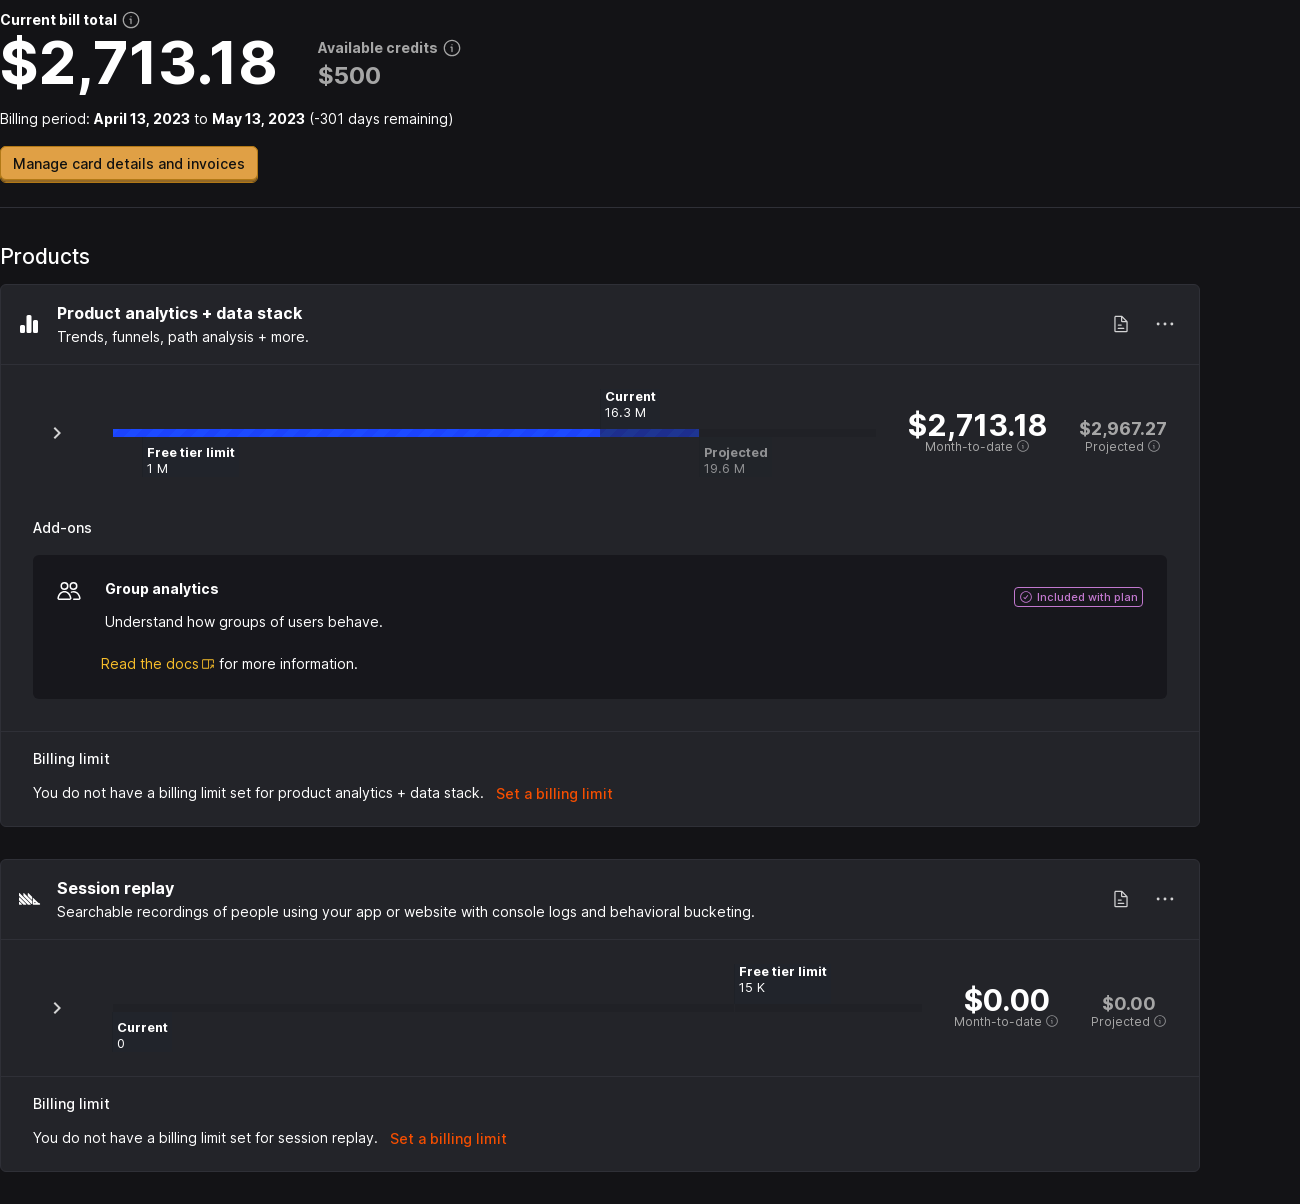 Current bill total
$2,713.18
Available credits
$500
Billing period: April 13, 2023 to May 13, 2023 (-301 days remaining)
Manage card details and invoices
Products
Product analytics + data stack
Trends, funnels, path analysis + more.
Current
16.3 M
Free tier limit
1 M
Projected
19.6 M
$2,713.18
Month-to-date
$2,967.27
Projected
Add-ons
Group analytics
Included with plan
Understand how groups of users behave.
Read the docs for more information.
Billing limit
You do not have a billing limit set for product analytics + data stack. Set a billing limit
Session replay
Searchable recordings of people using your app or website with console logs and behavioral bucketing.
Free tier limit
15 K
Current
0
$0.00
Month-to-date
$0.00
Projected
Billing limit
You do not have a billing limit set for session replay. Set a billing limit